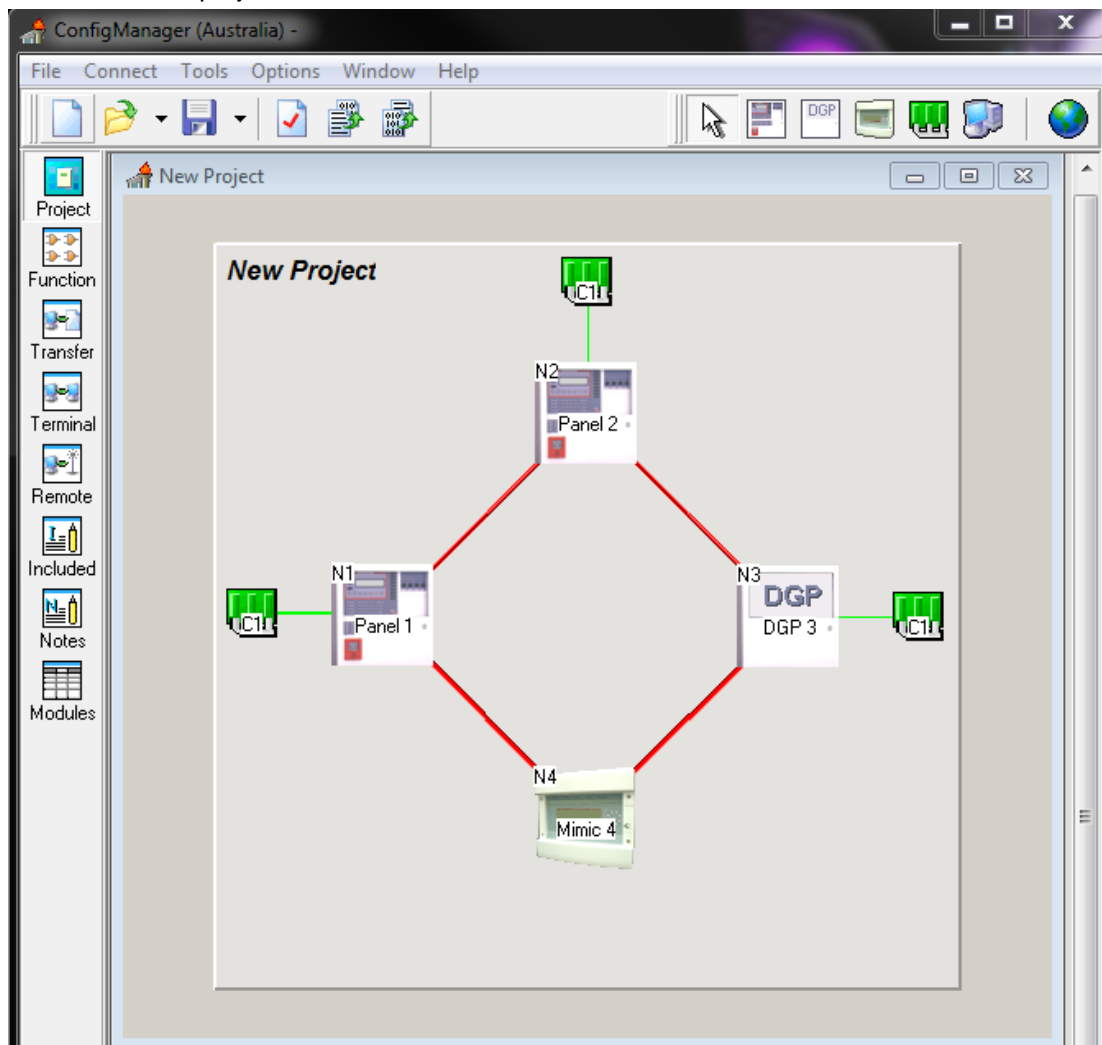 ConfigManager (Australia) -
File Connect Tools Options Window Help
DGP
Project
Function
Transfer
Terminal
Remote
Included
Notes
Modules
New Project
New Project
C1
N2
Panel 2
N1
C1
Panel 1
N3
DGP
DGP 3
C1
N4
Mimic 4